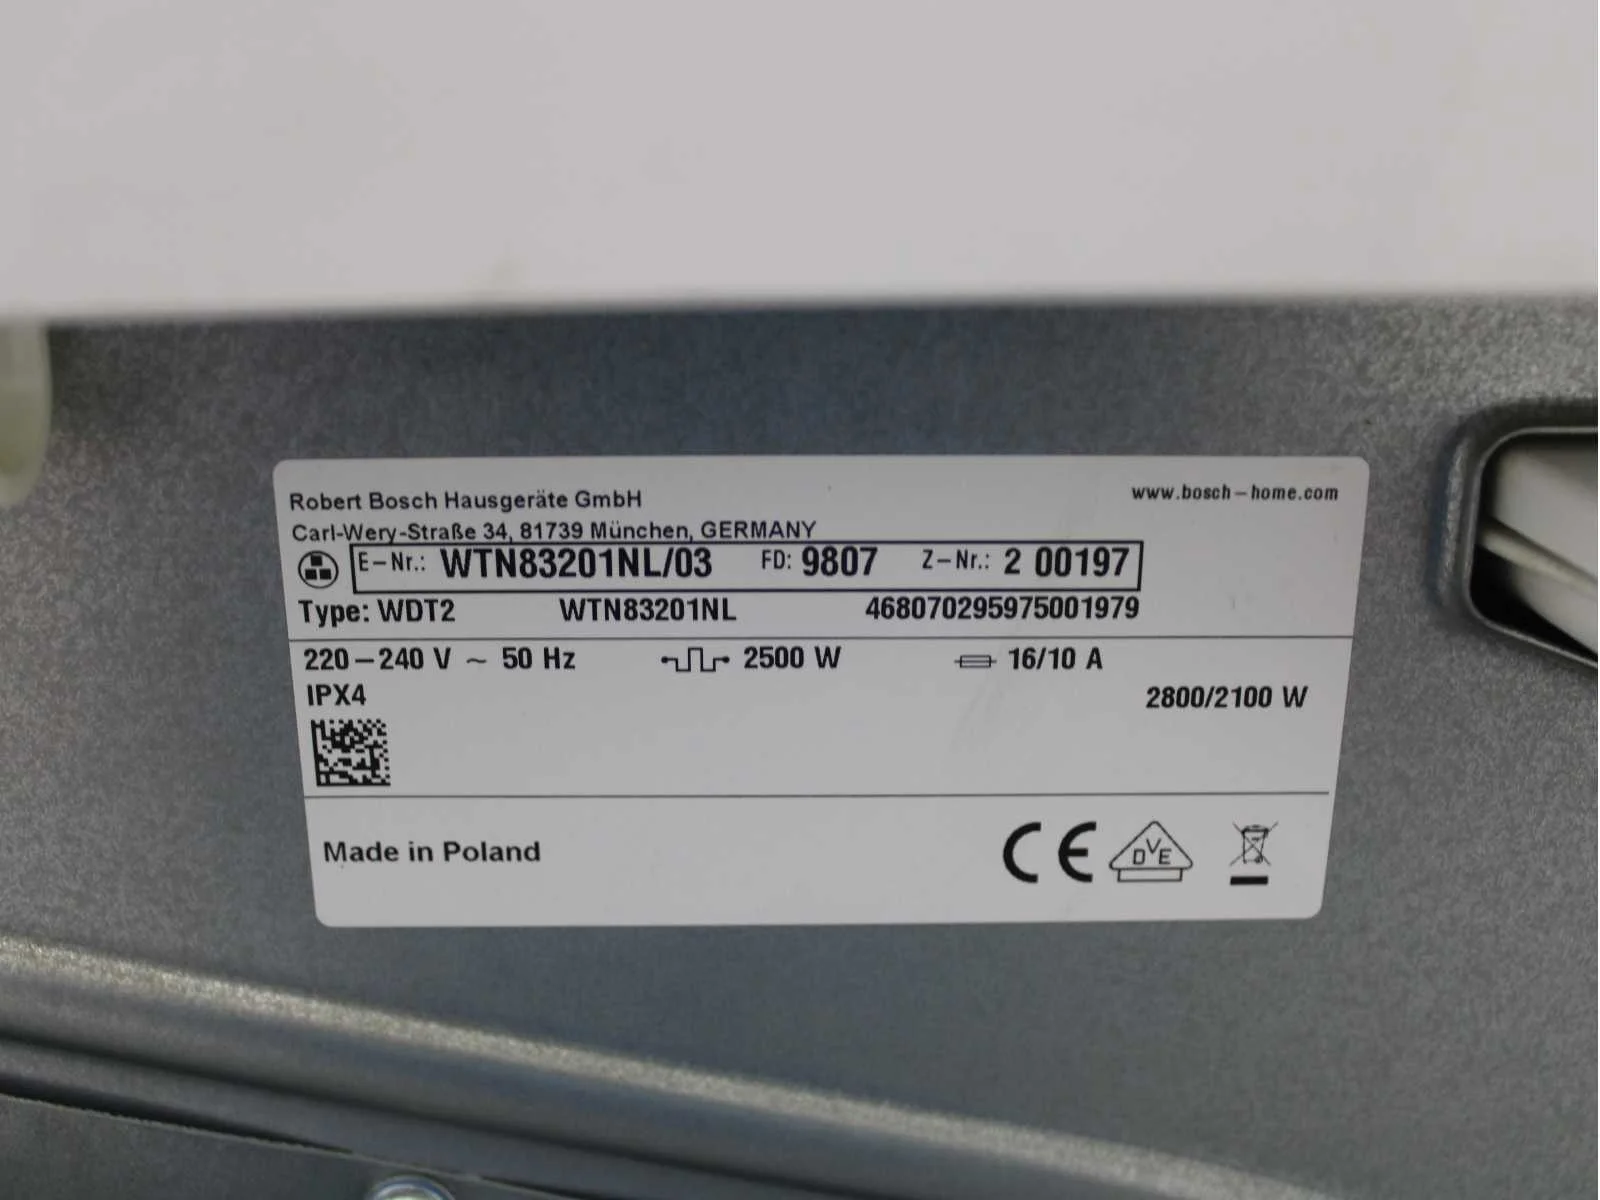 Robert Bosch Hausgeräte GmbH
www.bosch-home.com
Carl-Wery-Straße 34, 81739 München, GERMANY
E-Nr.: WTN83201NL/03 FD: 9807 Z-Nr.: 2 00197
Type: WDT2 WTN83201NL 468070295975001979
220-240 V ~ 50 Hz 2500 W 16/10 A
IPX4 2800/2100 W
Made in Poland
CE DVE